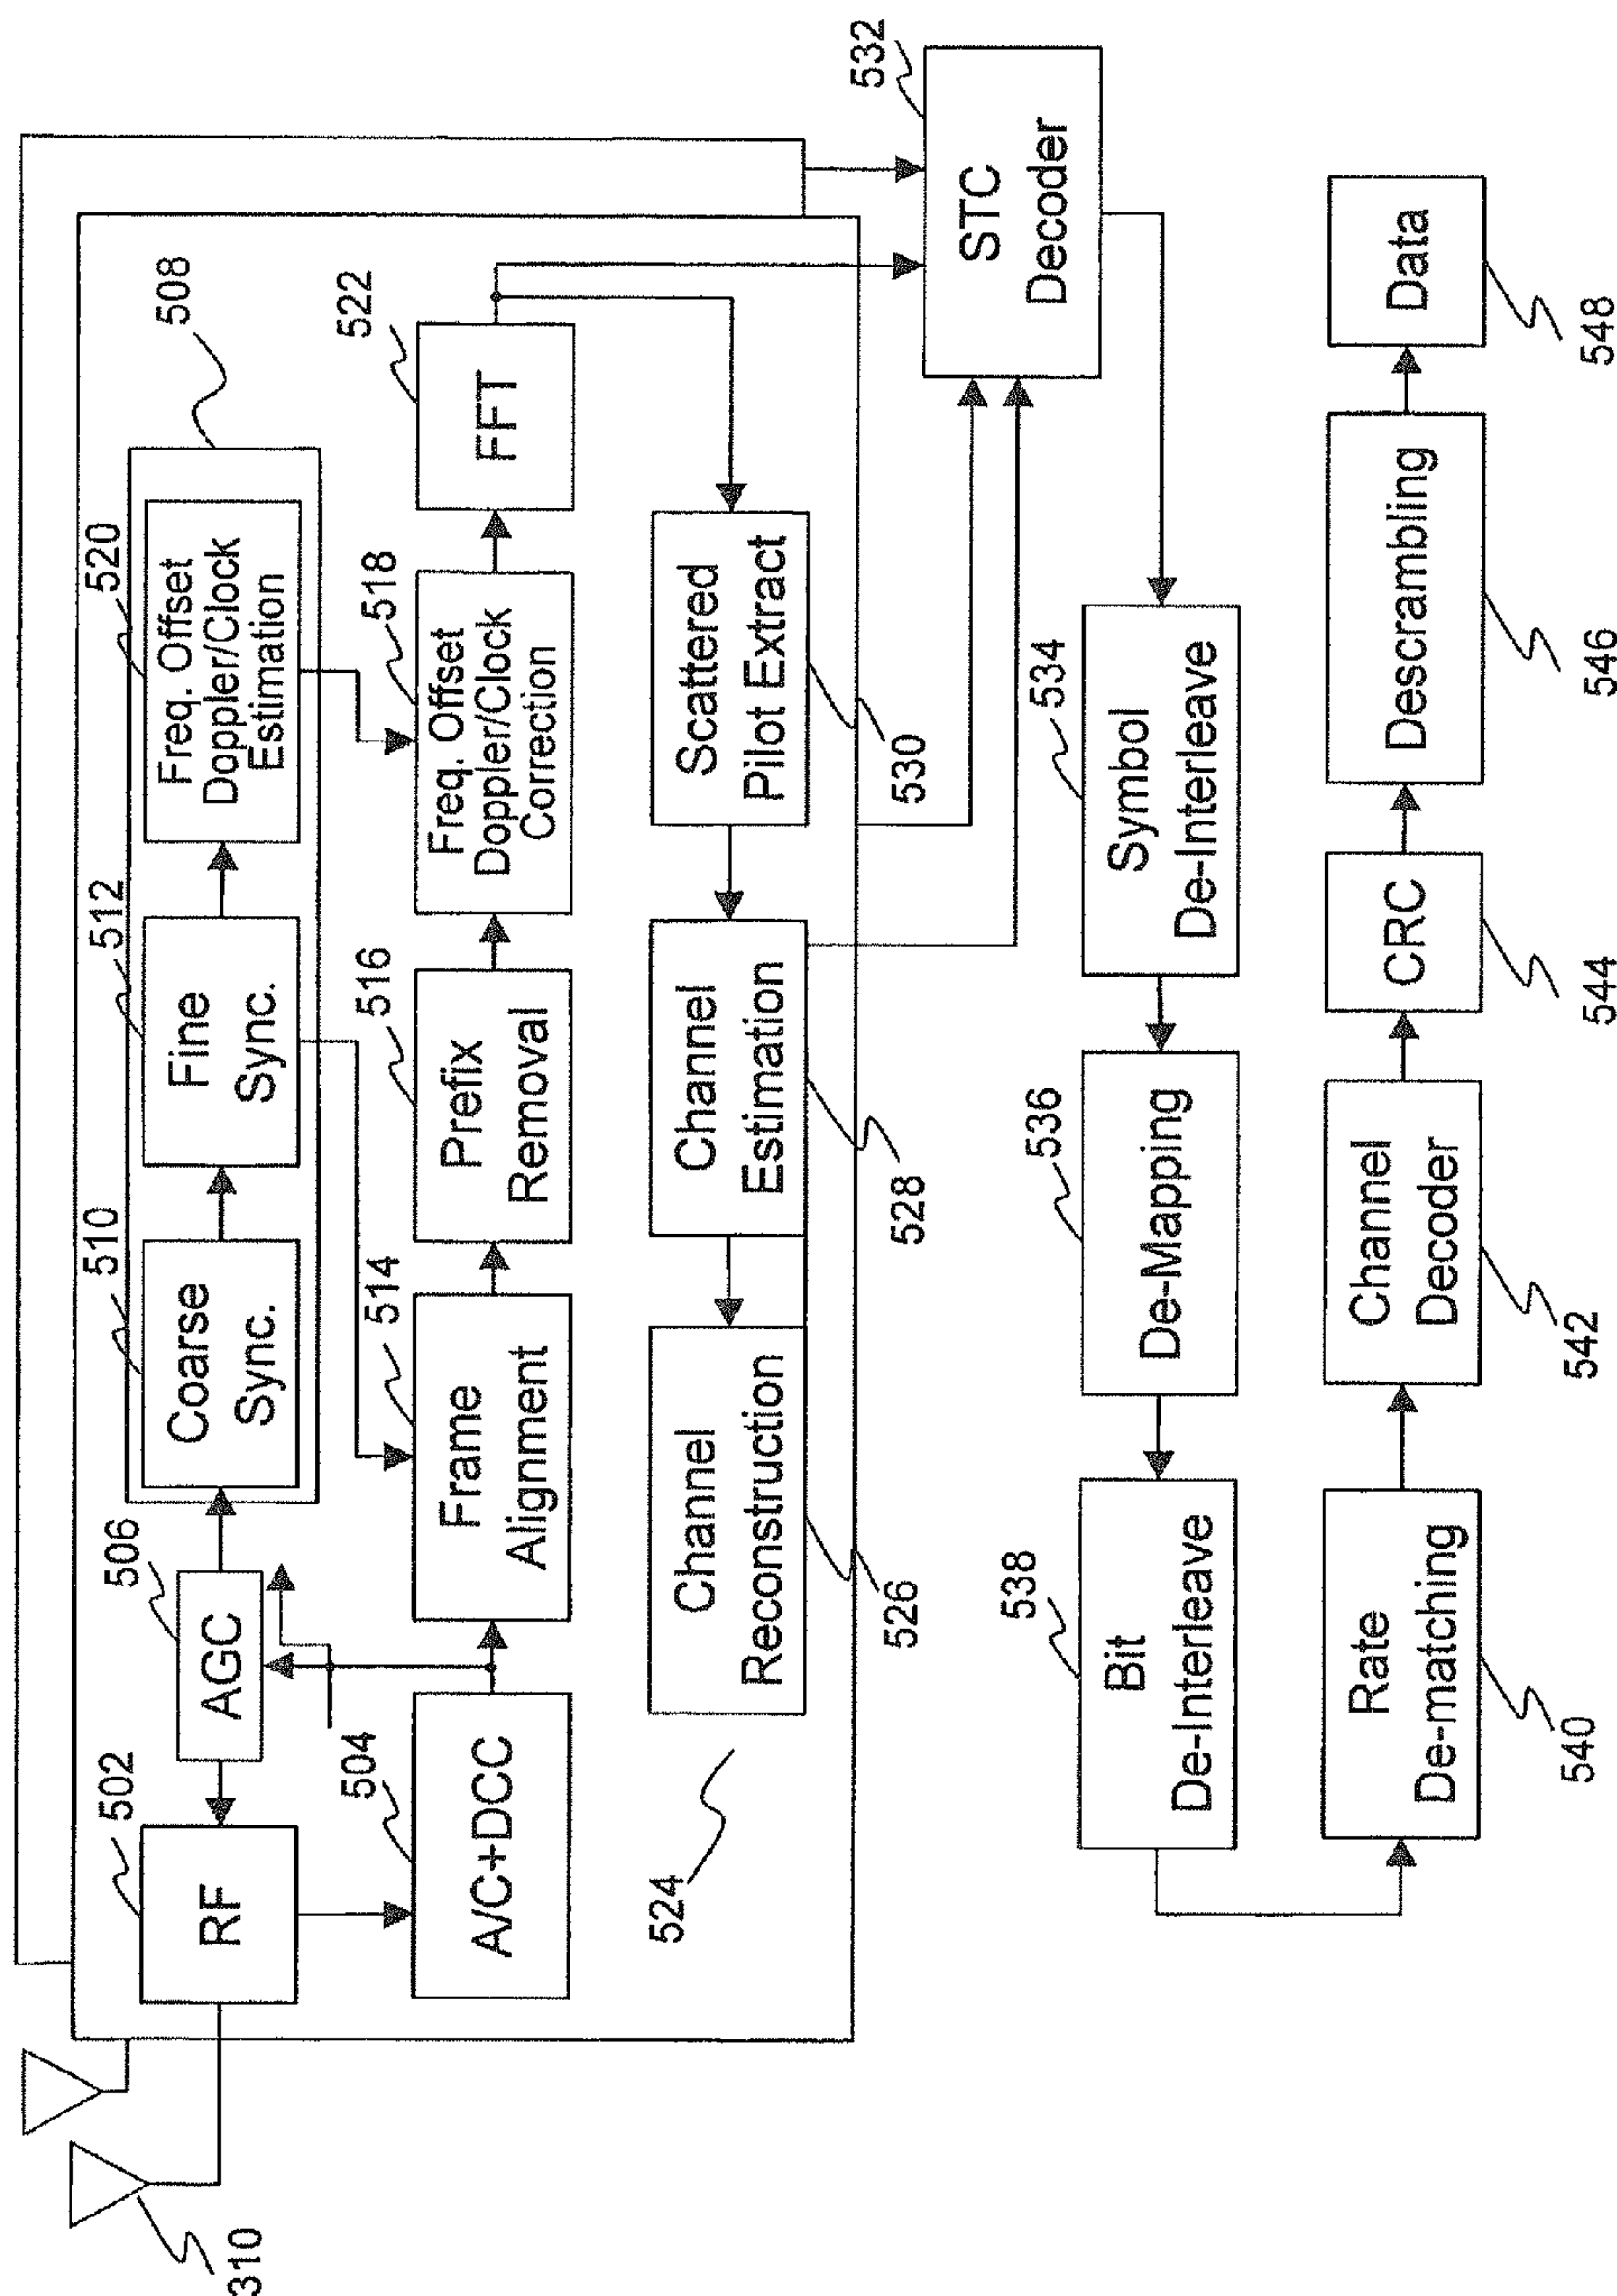 310
502
RF
506
AGC
510
Coarse
Sync.
512
Fine
Sync.
520
Freq. Offset
Doppler/Clock
Estimation
508
504
A/C+DCC
514
Frame
Alignment
516
Prefix
Removal
518
Freq. Offset
Doppler/Clock
Correction
522
FFT
524
Channel
Reconstruction
526
Channel
Estimation
528
Scattered
Pilot Extract
530
532
STC
Decoder
538
Bit
De-Interleave
536
De-Mapping
534
Symbol
De-Interleave
Rate
De-matching
540
Channel
Decoder
542
CRC
544
Descrambling
546
Data
548